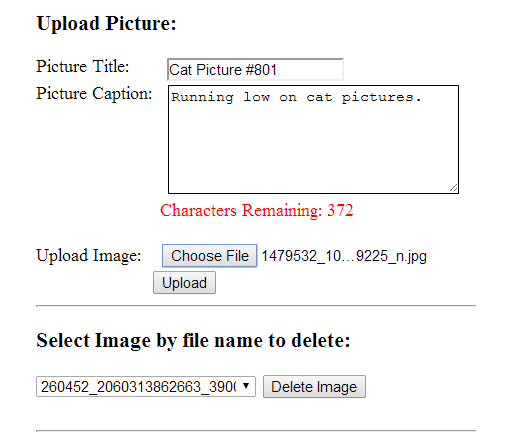 Upload Picture:
Picture Title: Cat Picture #801
Picture Caption: Running low on cat pictures.
Characters Remaining: 372
Upload Image: Choose File 1479532_10...9225_n.jpg
Upload
Select Image by file name to delete:
260452_2060313862663_390 Delete Image